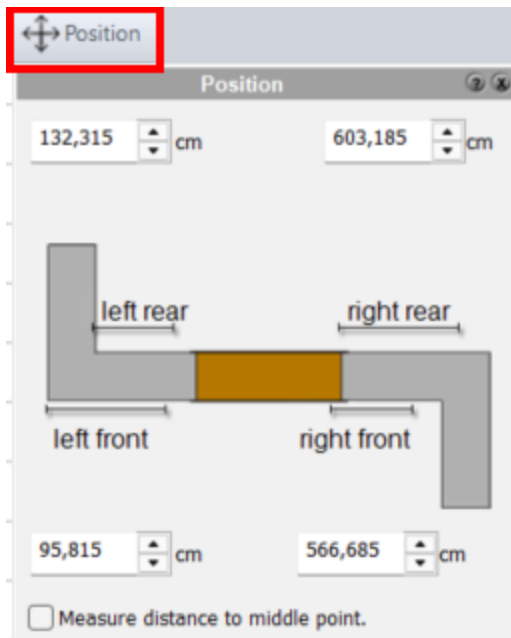 Position
Position
132,315 cm
603,185 cm
left rear
right rear
left front
right front
95,815 cm
566,685 cm
Measure distance to middle point.